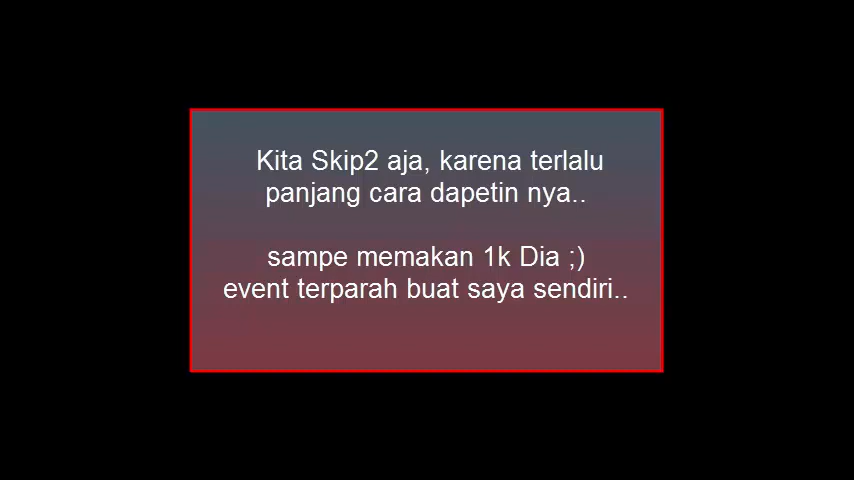 Kita Skip2 aja, karena terlalu
panjang cara dapetin nya..
sampe memakan 1k Dia ;)
event terparah buat saya sendiri..